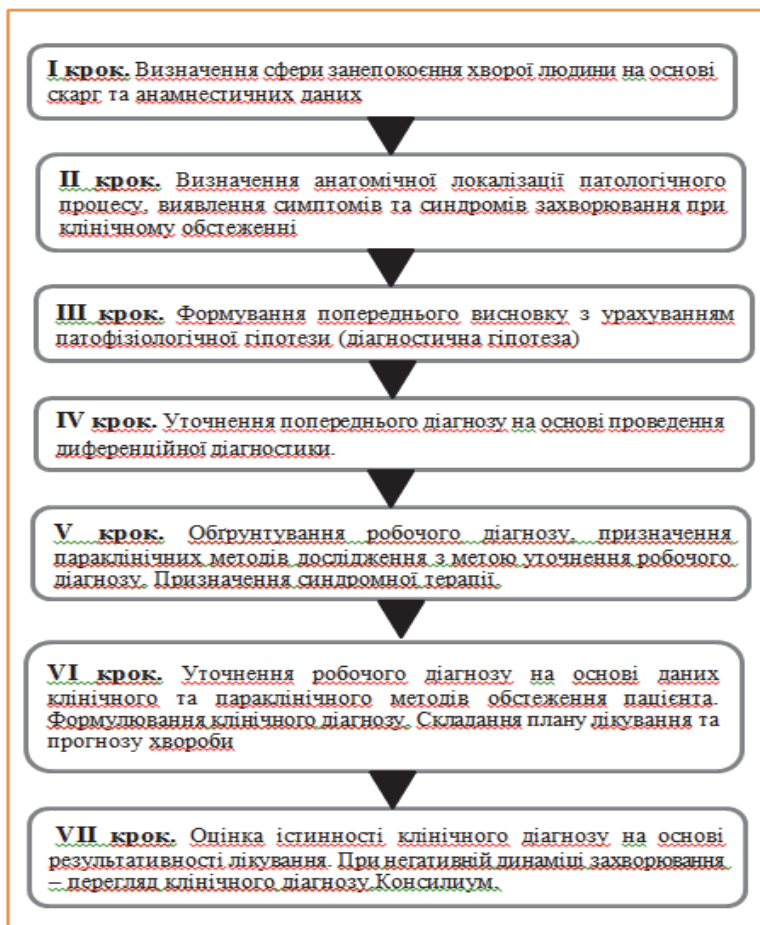 I крок. Визначення сфери занепокоєння хворої людини на основі
скарг та анамнестичних даних
II крок. Визначення анатомічної локалізації патологічного
процесу, виявлення симптомів та синдромів захворювання при
клінічному обстеженні
III крок. Формування попереднього висновку з урахуванням
патофізіологічної гіпотези (діагностична гіпотеза)
IV крок. Уточнення попереднього діагнозу на основі проведення
диференційної діагностики.
V крок. Обґрунтування робочого діагнозу, призначення
параклінічних методів дослідження з метою уточнення робочого
діагнозу. Призначення синдромної терапії.
VI крок. Уточнення робочого діагнозу на основі даних
клінічного та параклінічного методів обстеження пацієнта.
Формулювання клінічного діагнозу. Складання плану лікування та
прогнозу хвороби
VII крок. Оцінка істинності клінічного діагнозу на основі
результативності лікування. При негативній динаміці захворювання
– перегляд клінічного діагнозу.Консилиум.